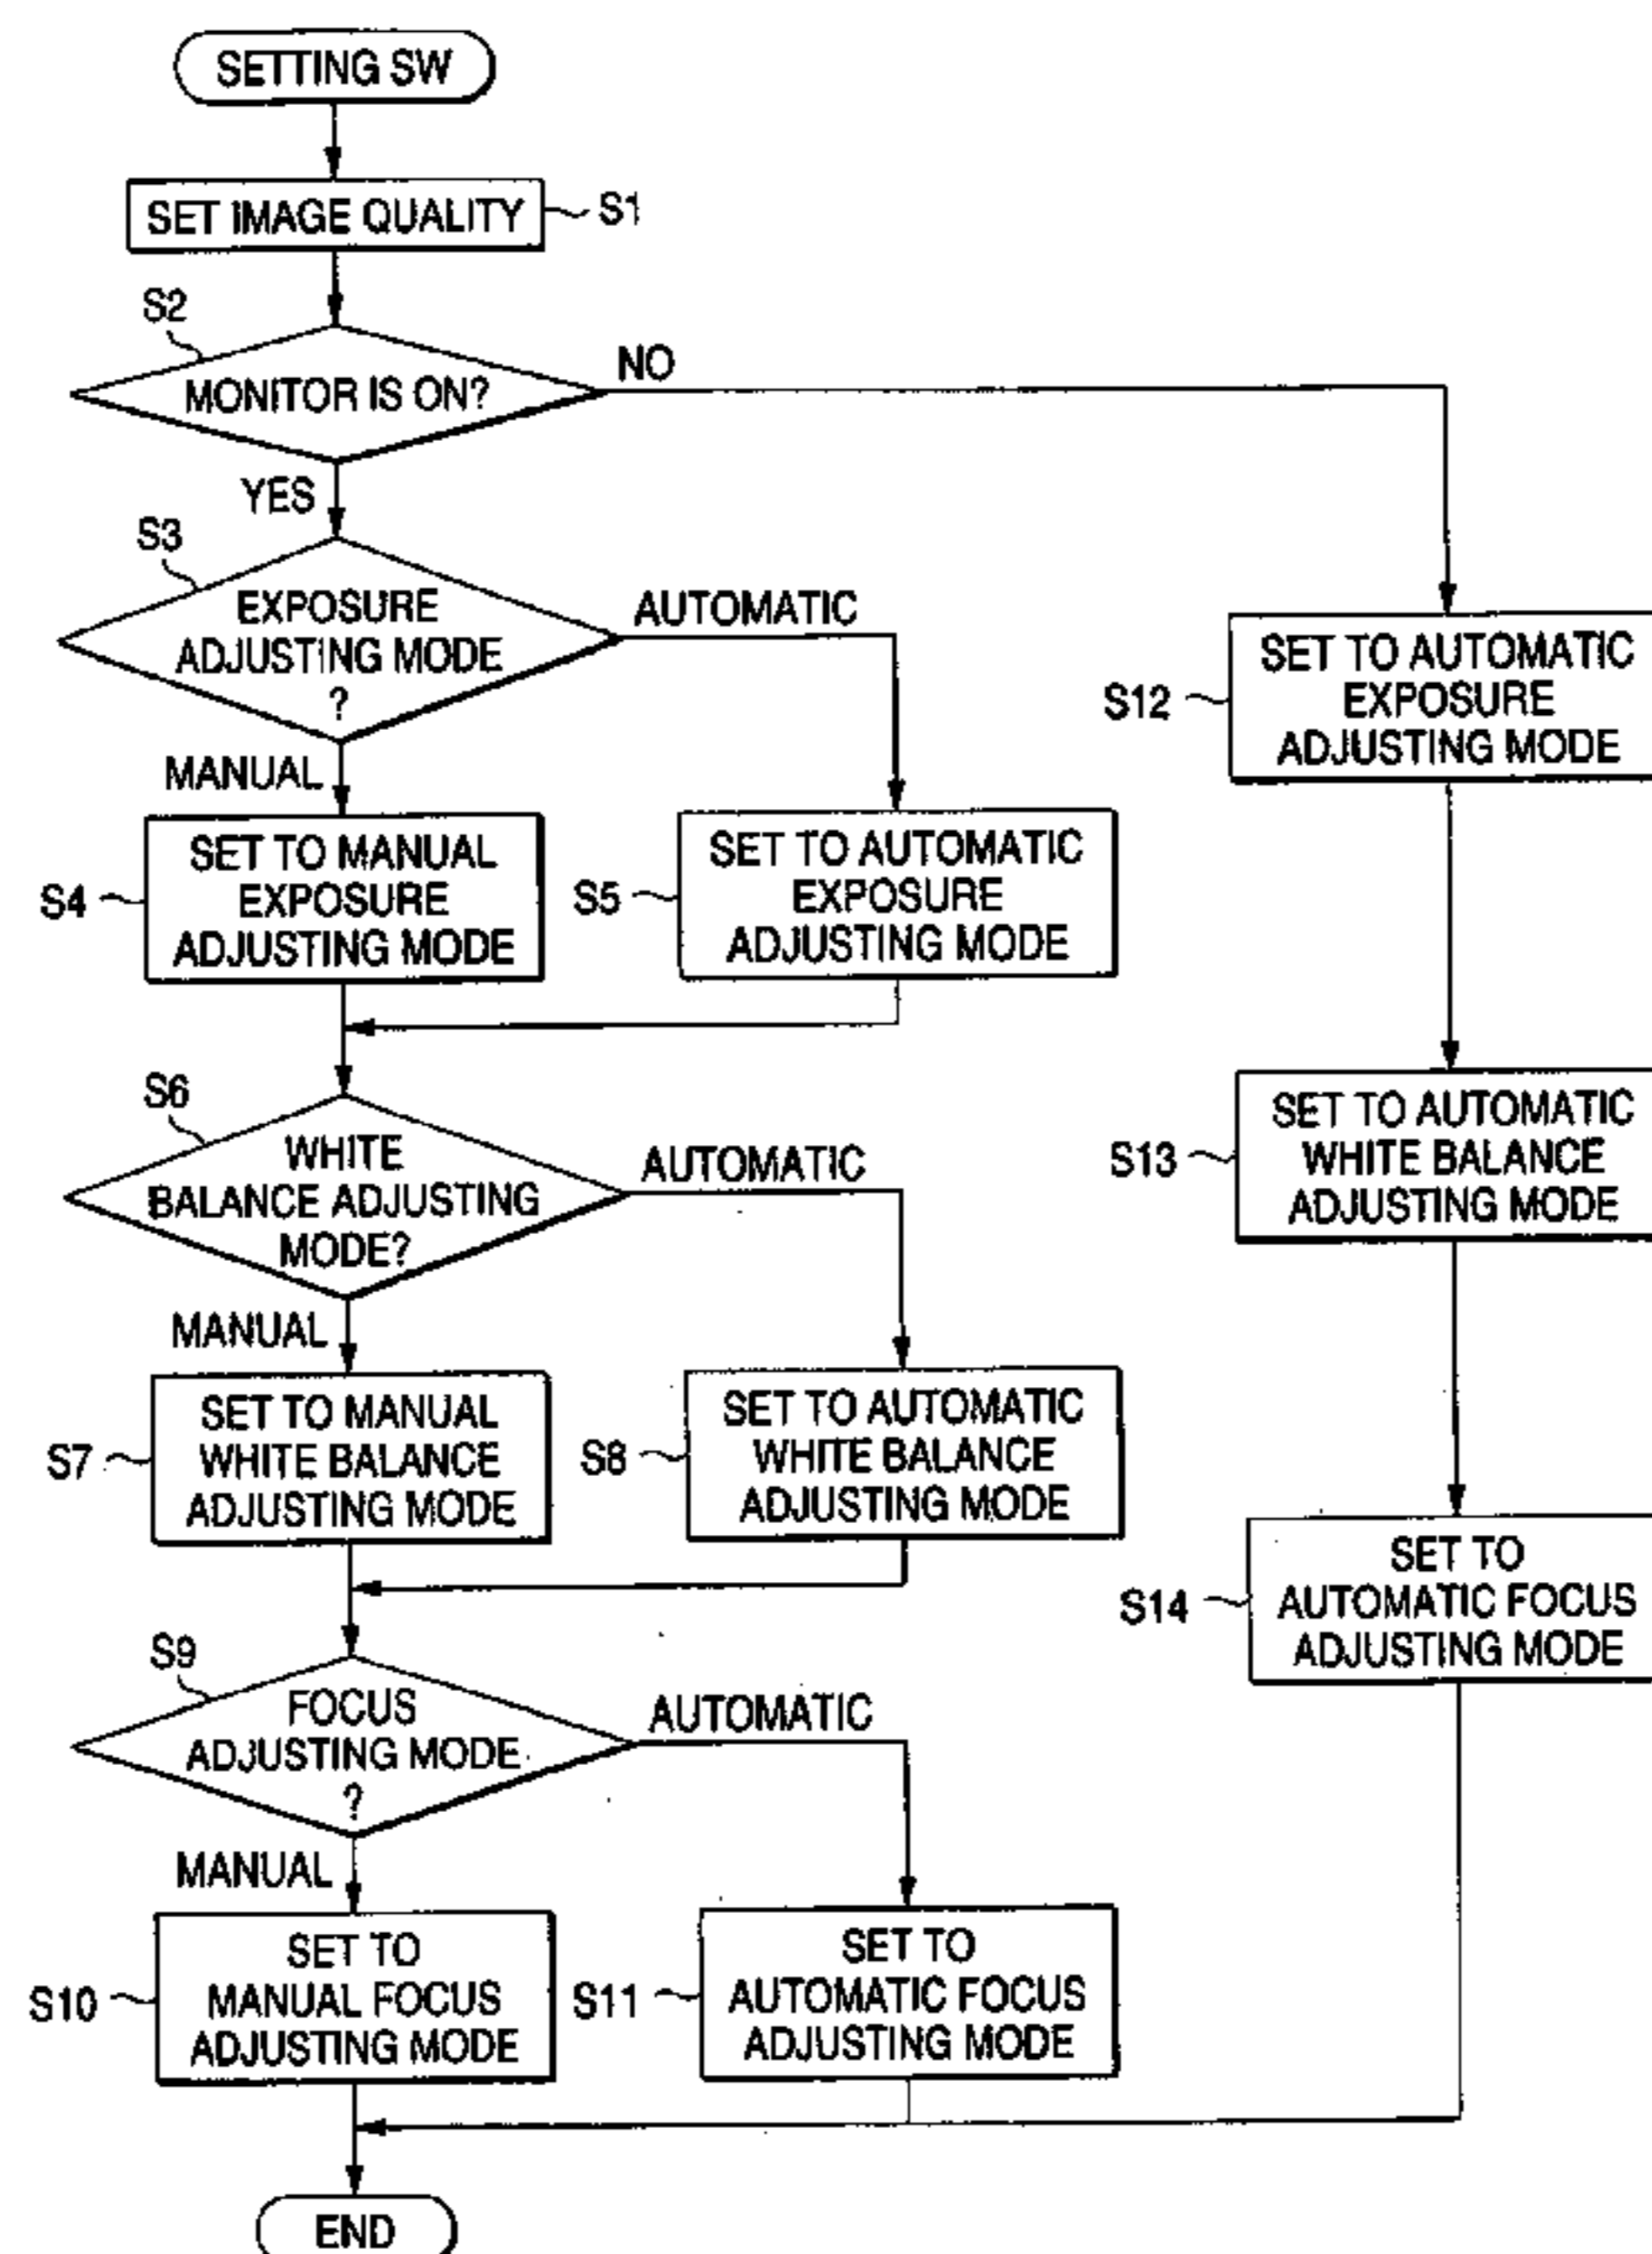 SETTING SW
SET IMAGE QUALITY
S1
S2
MONITOR IS ON?
NO
YES
S3
EXPOSURE
ADJUSTING MODE
?
AUTOMATIC
MANUAL
S4
SET TO MANUAL
EXPOSURE
ADJUSTING MODE
S5
SET TO AUTOMATIC
EXPOSURE
ADJUSTING MODE
S12
SET TO AUTOMATIC
EXPOSURE
ADJUSTING MODE
S6
WHITE
BALANCE ADJUSTING
MODE?
AUTOMATIC
MANUAL
S7
SET TO MANUAL
WHITE BALANCE
ADJUSTING MODE
S8
SET TO AUTOMATIC
WHITE BALANCE
ADJUSTING MODE
S13
SET TO AUTOMATIC
WHITE BALANCE
ADJUSTING MODE
S9
FOCUS
ADJUSTING MODE
?
AUTOMATIC
MANUAL
S10
SET TO
MANUAL FOCUS
ADJUSTING MODE
S11
SET TO
AUTOMATIC FOCUS
ADJUSTING MODE
S14
SET TO
AUTOMATIC FOCUS
ADJUSTING MODE
END